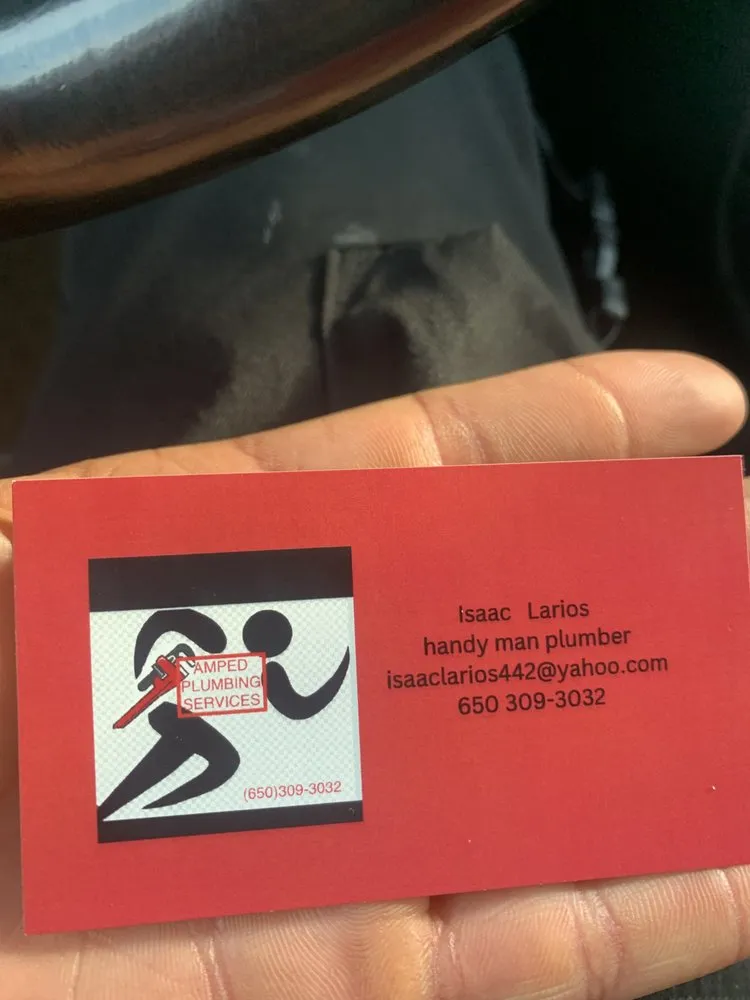 AMPED
PLUMBING
SERVICES
(650)309-3032
Isaac Larios
handy man plumber
isaaclarios442@yahoo.com
650 309-3032